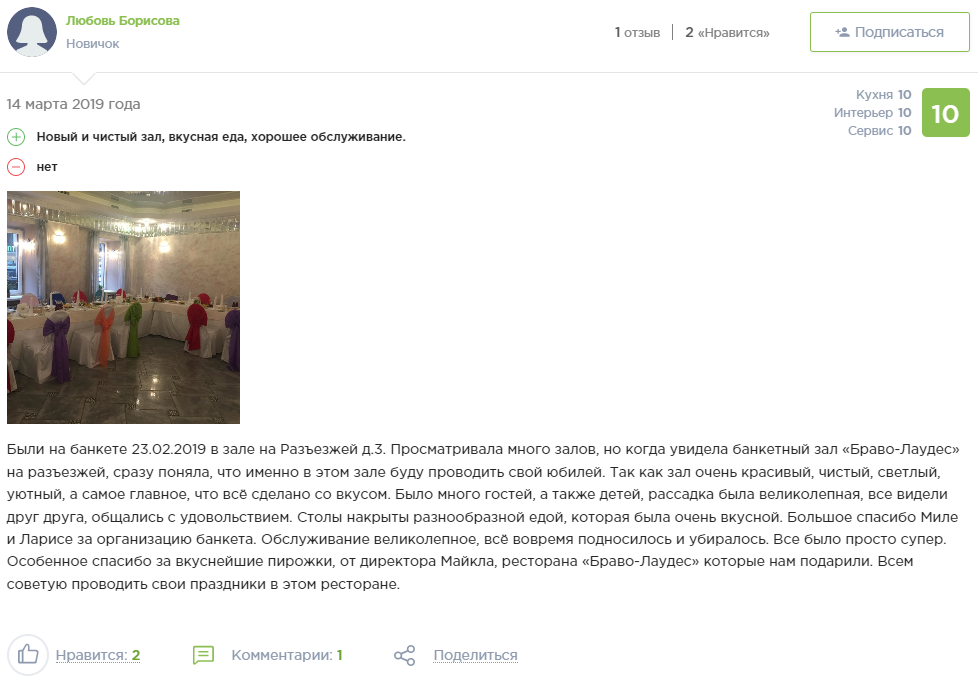 Любовь Борисова
Новичок
1 отзыв 2 «Нравится»
Подписаться
14 марта 2019 года
Кухня 10
Интерьер 10
Сервис 10
10
Новый и чистый зал, вкусная еда, хорошее обслуживание.
нет
Были на банкете 23.02.2019 в зале на Разъезжей д.3. Просматривала много залов, но когда увидела банкетный зал «Браво-Лаудес»
на разъезжей, сразу поняла, что именно в этом зале буду проводить свой юбилей. Так как зал очень красивый, чистый, светлый,
уютный, а самое главное, что всё сделано со вкусом. Было много гостей, а также детей, рассадка была великолепная, все видели
друг друга, общались с удовольствием. Столы накрыты разнообразной едой, которая была очень вкусной. Большое спасибо Миле
и Ларисе за организацию банкета. Обслуживание великолепное, всё вовремя подносилось и убиралось. Все было просто супер.
Особенное спасибо за вкуснейшие пирожки, от директора Майкла, ресторана «Браво-Лаудес» которые нам подарили. Всем
советую проводить свои праздники в этом ресторане.
Нравится: 2 Комментарии: 1 Поделиться